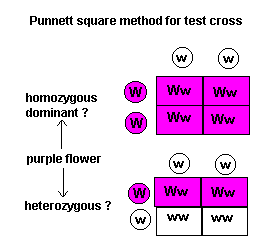 Punnett square method for test cross
w w
homozygous
dominant ?
W Ww Ww
W Ww Ww
purple flower
w w
heterozygous ?
W Ww Ww
w ww ww